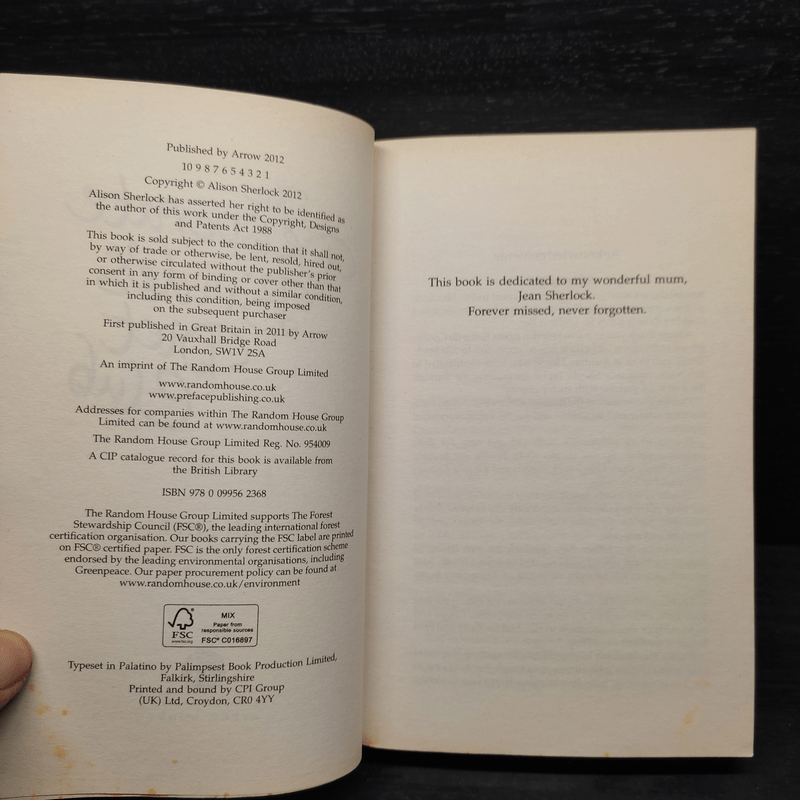 Published by Arrow 2012
10 9 8 7 6 5 4 3 2 1
Copyright © Alison Sherlock 2012
Alison Sherlock has asserted her right to be identified as
the author of this work under the Copyright, Designs
and Patents Act 1988
This book is sold subject to the condition that it shall not,
by way of trade or otherwise, be lent, resold, hired out,
or otherwise circulated without the publisher's prior
consent in any form of binding or cover other than that
in which it is published and without a similar condition,
including this condition, being imposed
on the subsequent purchaser
First published in Great Britain in 2011 by Arrow
20 Vauxhall Bridge Road
London, SW1V 2SA
An imprint of The Random House Group Limited
www.randomhouse.co.uk
www.prefacepublishing.co.uk
Addresses for companies within The Random House Group
Limited can be found at www.randomhouse.co.uk
The Random House Group Limited Reg. No. 954009
A CIP catalogue record for this book is available from
the British Library
ISBN 978 0 09956 2368
The Random House Group Limited supports The Forest
Stewardship Council (FSC®), the leading international forest
certification organisation. Our books carrying the FSC label are printed
on FSC® certified paper. FSC is the only forest certification scheme
endorsed by the leading environmental organisations, including
Greenpeace. Our paper procurement policy can be found at
www.randomhouse.co.uk/environment
FSC
www.fsc.org
MIX
Paper from
responsible sources
FSC® C016897
Typeset in Palatino by Palimpsest Book Production Limited,
Falkirk, Stirlingshire
Printed and bound by CPI Group
(UK) Ltd, Croydon, CR0 4YY
This book is dedicated to my wonderful mum,
Jean Sherlock.
Forever missed, never forgotten.